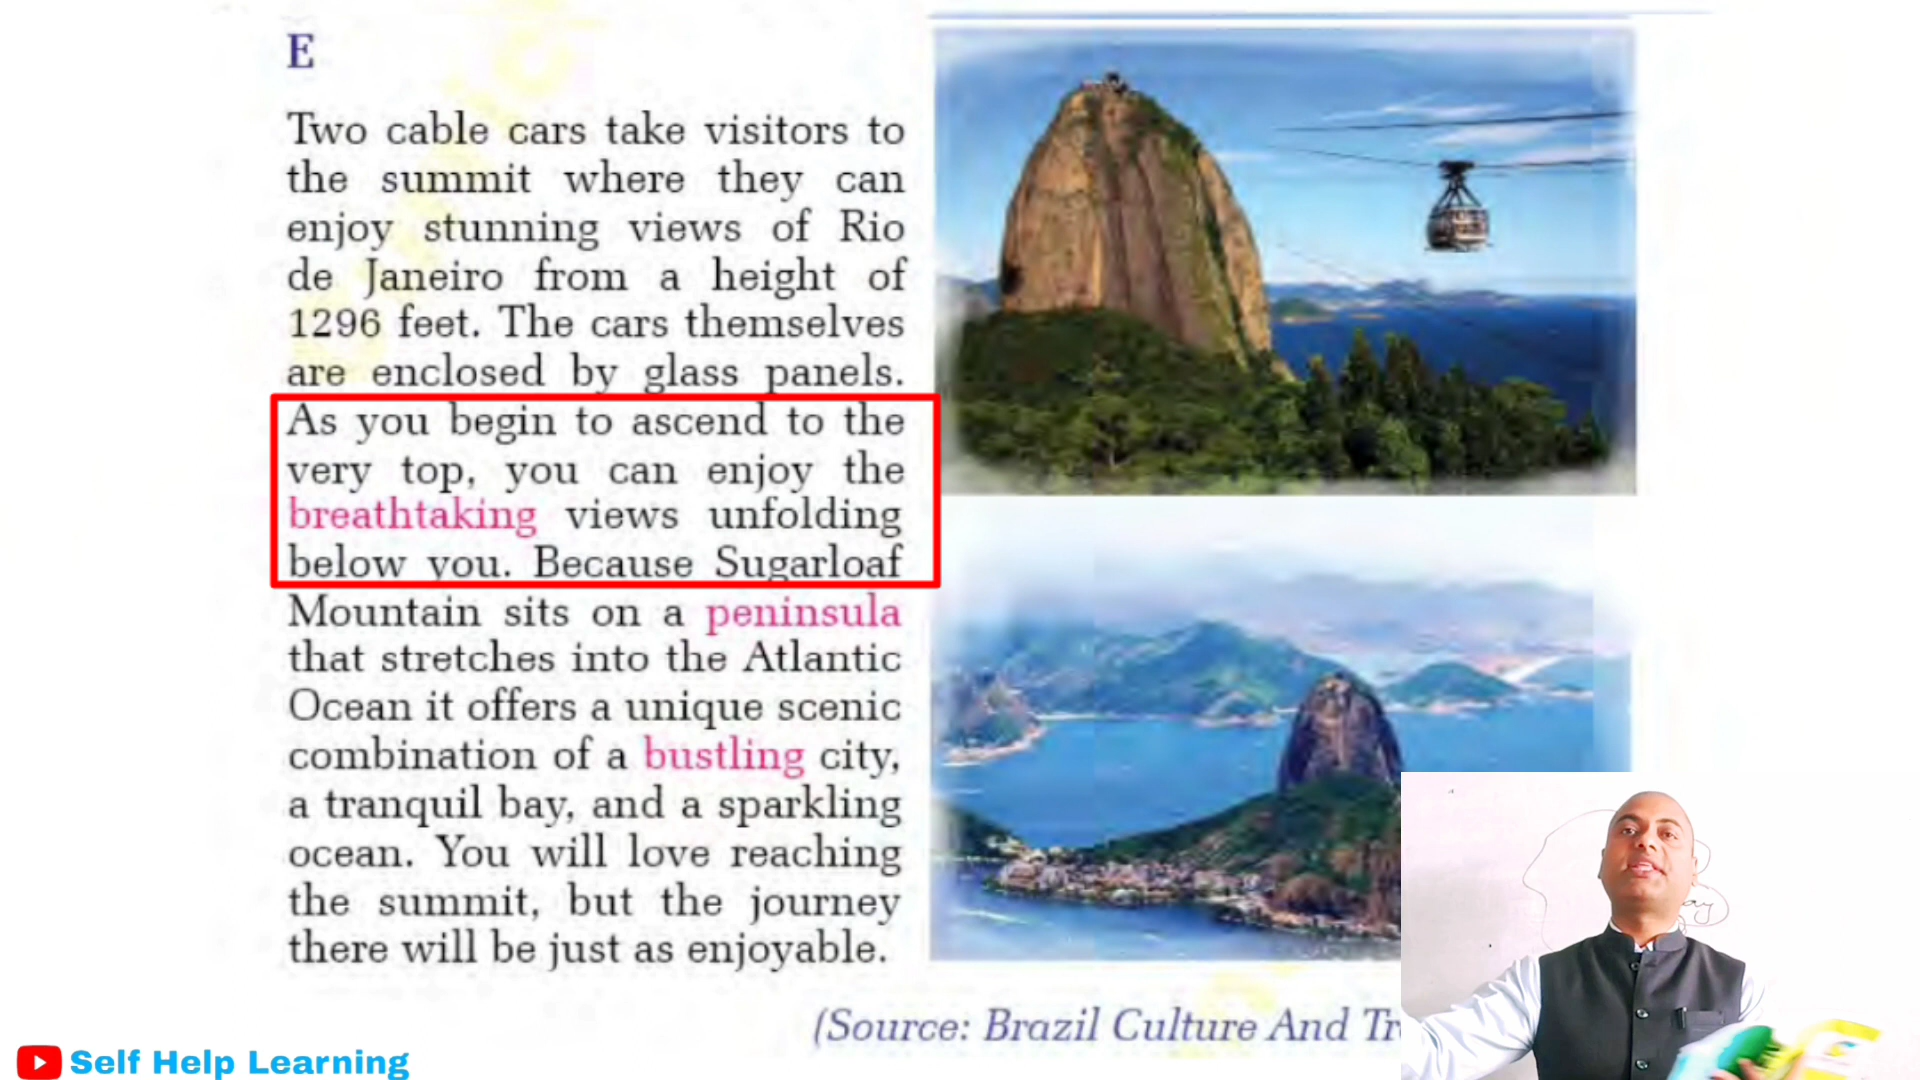 E
Two cable cars take visitors to
the summit where they can
enjoy stunning views of Rio
de Janeiro from a height of
1296 feet. The cars themselves
are enclosed by glass panels.
As you begin to ascend to the
very top, you can enjoy the
breathtaking views unfolding
below you. Because Sugarloaf
Mountain sits on a peninsula
that stretches into the Atlantic
Ocean it offers a unique scenic
combination of a bustling city,
a tranquil bay, and a sparkling
ocean. You will love reaching
the summit, but the journey
there will be just as enjoyable.
(Source: Brazil Culture And
Self Help Learning